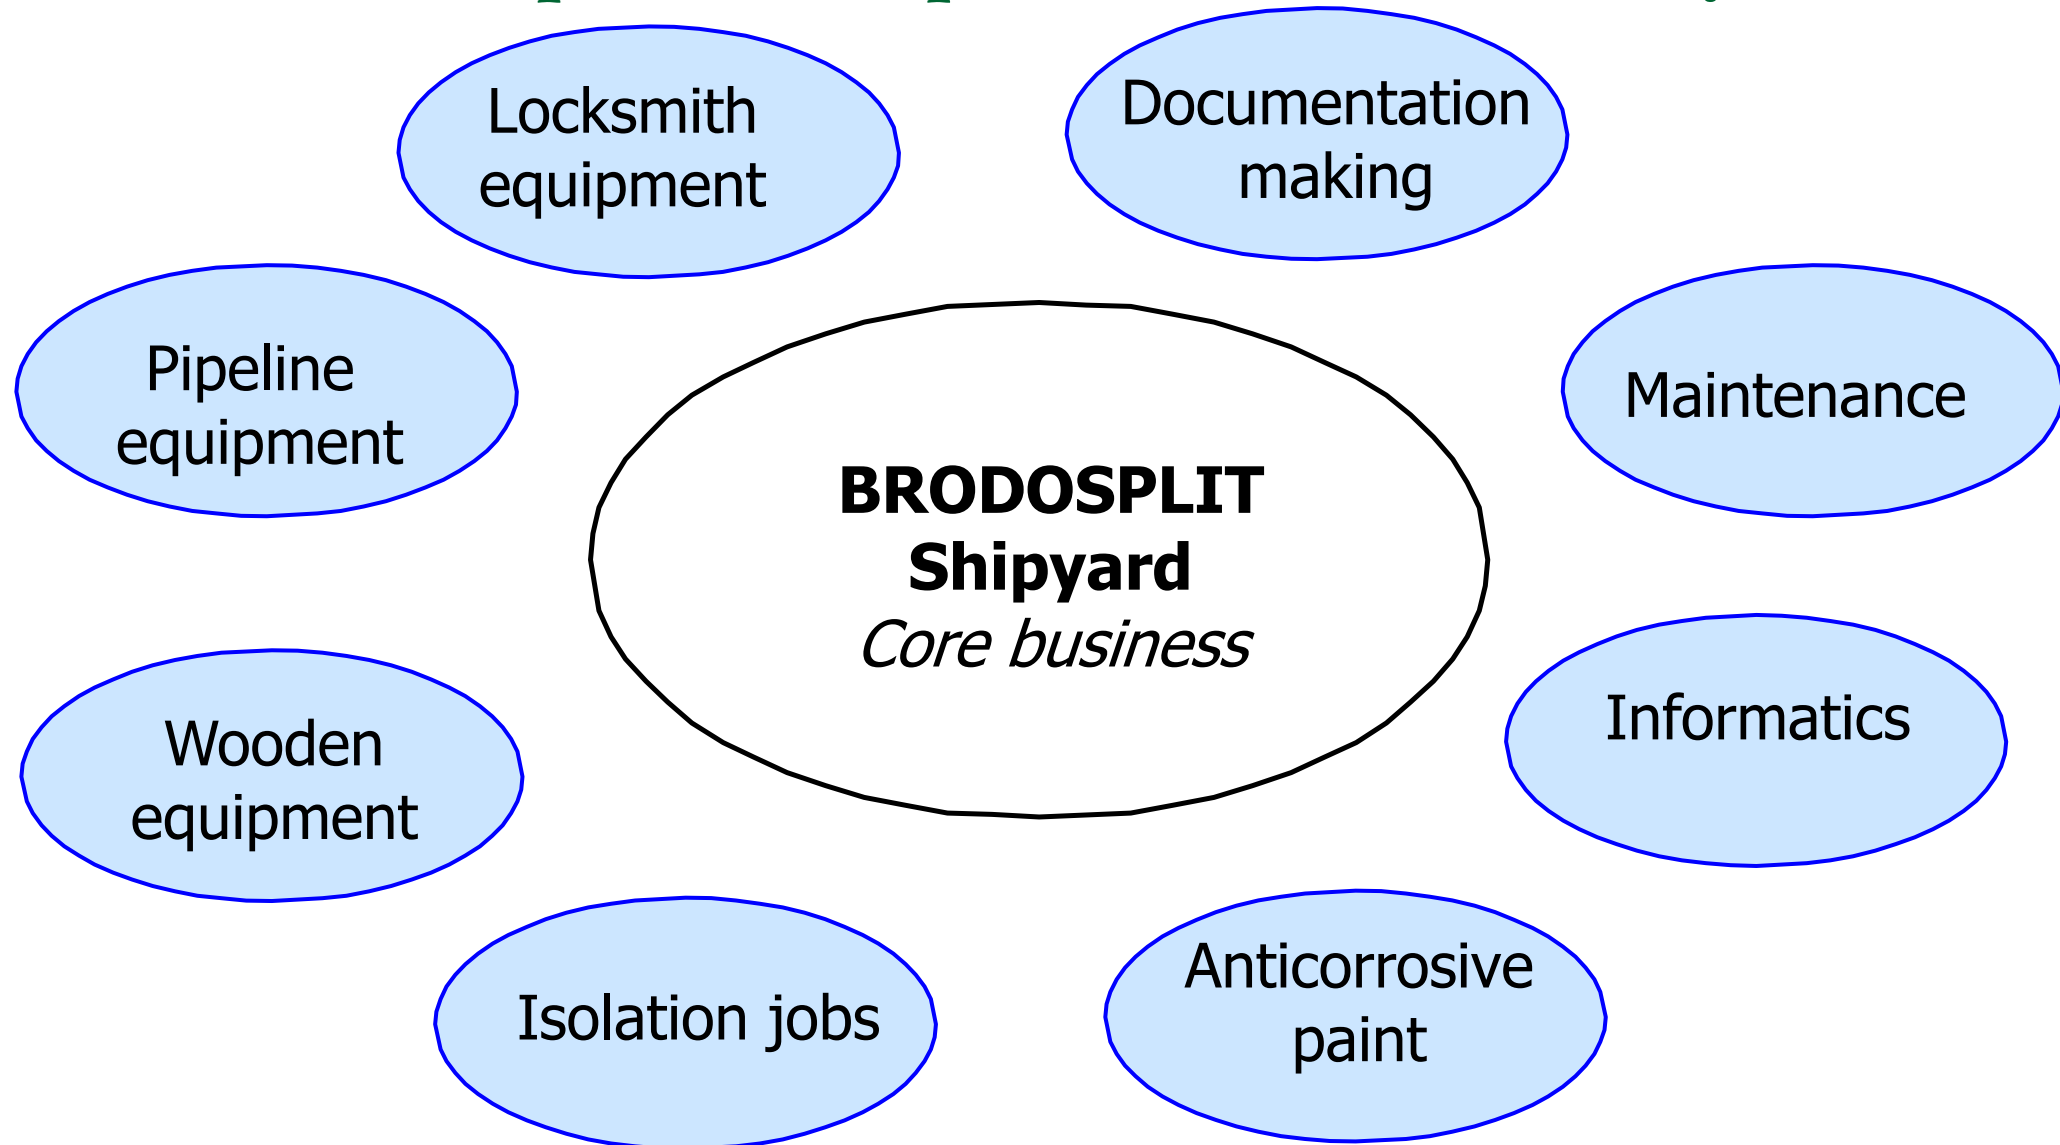 Locksmith
equipment
Documentation
making
Pipeline
equipment
Maintenance
BRODOSPLIT
Shipyard
Core business
Wooden
equipment
Informatics
Isolation jobs
Anticorrosive
paint